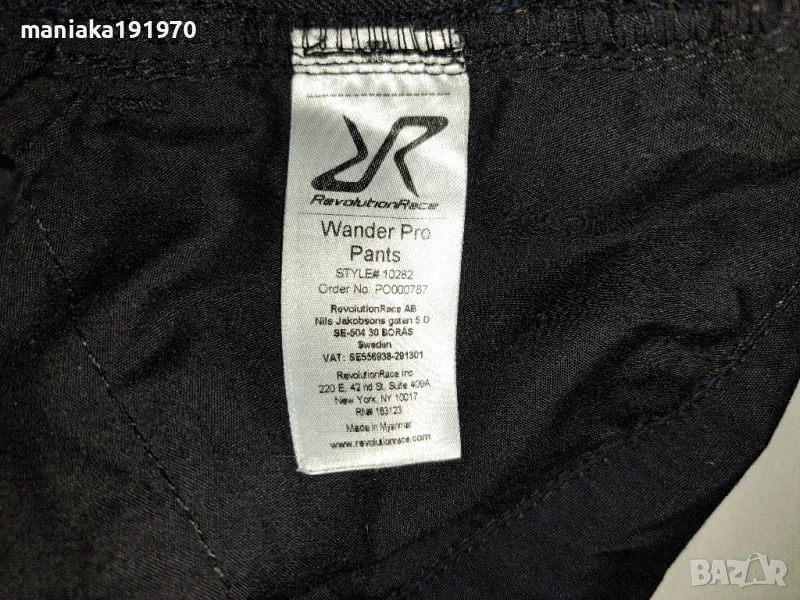 maniaka191970
RevolutionRace
Wander Pro
Pants
STYLE# 10282
Order No: PO000787
RevolutionRace AB
Nils Jakobsons gatan 5 D
SE-504 30 BORÅS
Sweden
VAT: SE556938-291301
RevolutionRace Inc
220 E. 42 nd St. Suite 409A
New York, NY 10017
RN# 163123
Made in Myanmar
www.revolutionrace.com
BAZAR